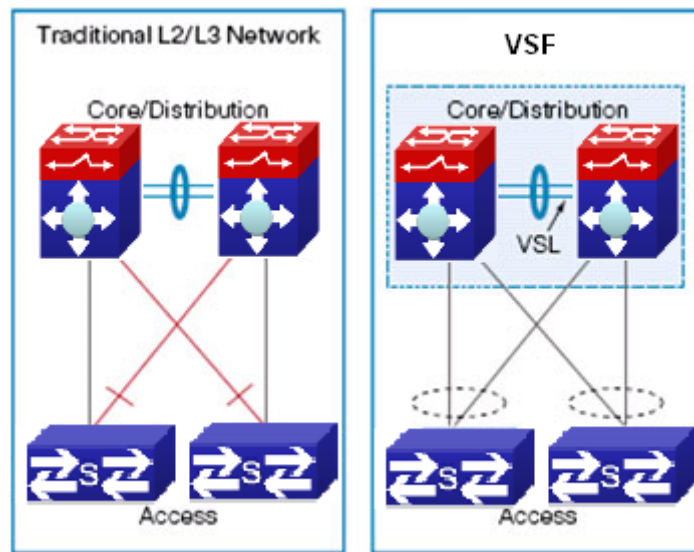 Traditional L2/L3 Network
Core/Distribution
S
S
Access
VSF
Core/Distribution
VSL
S
S
Access